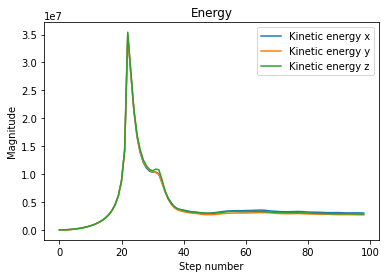 Energy
1e7
Kinetic energy x
Kinetic energy y
Kinetic energy z
Magnitude
3.5
3.0
2.5
2.0
1.5
1.0
0.5
0.0
0 20 40 60 80 100
Step number